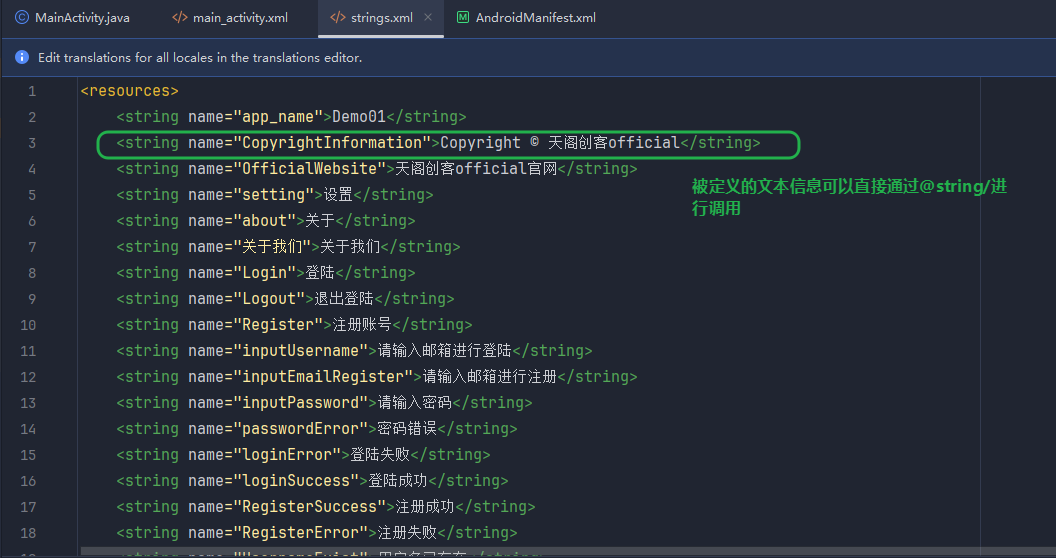 MainActivity.java main_activity.xml strings.xml AndroidManifest.xml
Edit translations for all locales in the translations editor.
1 <resources>
2 <string name="app_name">Demo01</string>
3 <string name="CopyrightInformation">Copyright © 天阁创客official</string>
4 <string name="OfficialWebsite">天阁创客official官网</string>
被定义的文本信息可以直接通过@string/进
5 <string name="setting">设置</string>
行调用
6 <string name="about">关于</string>
7 <string name="关于我们">关于我们</string>
8 <string name="Login">登陆</string>
9 <string name="Logout">退出登陆</string>
10 <string name="Register">注册账号</string>
11 <string name="inputUsername">请输入邮箱进行登陆</string>
12 <string name="inputEmailRegister">请输入邮箱进行注册</string>
13 <string name="inputPassword">请输入密码</string>
14 <string name="passwordError">密码错误</string>
15 <string name="loginError">登陆失败</string>
16 <string name="loginSuccess">登陆成功</string>
17 <string name="RegisterSuccess">注册成功</string>
18 <string name="RegisterError">注册失败</string>